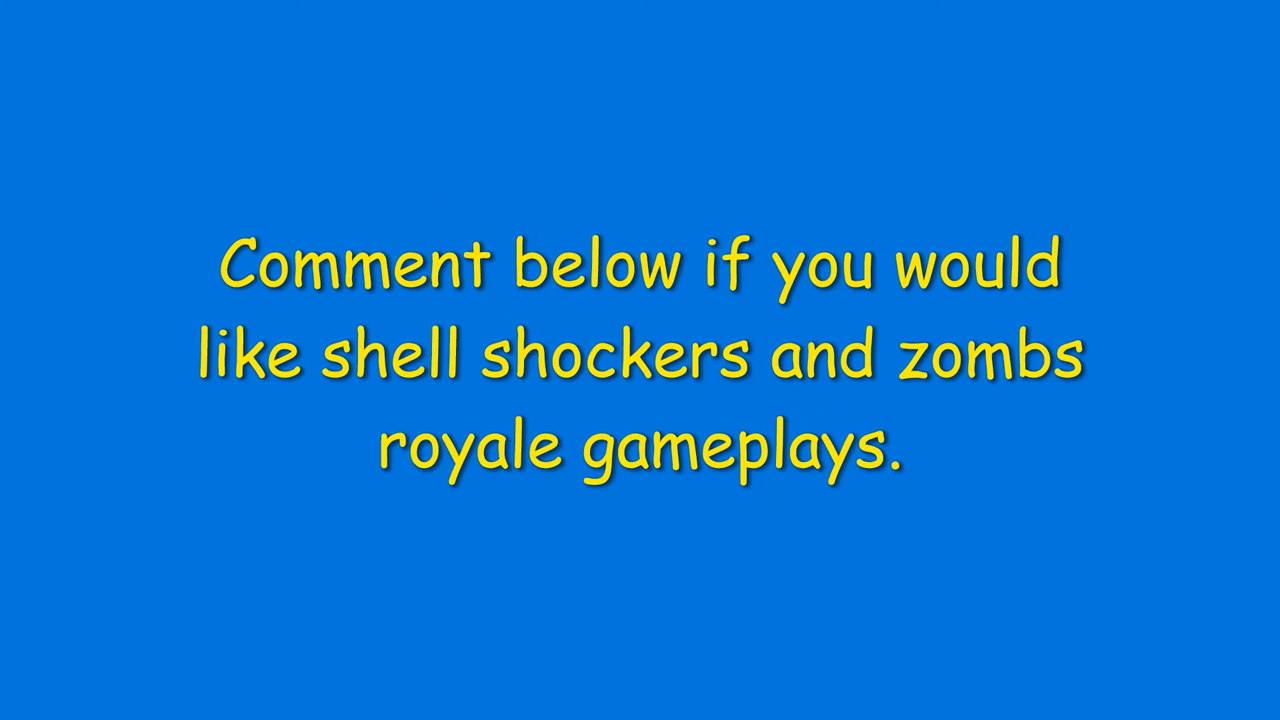 Comment below if you would
like shell shockers and zombs
royale gameplays.